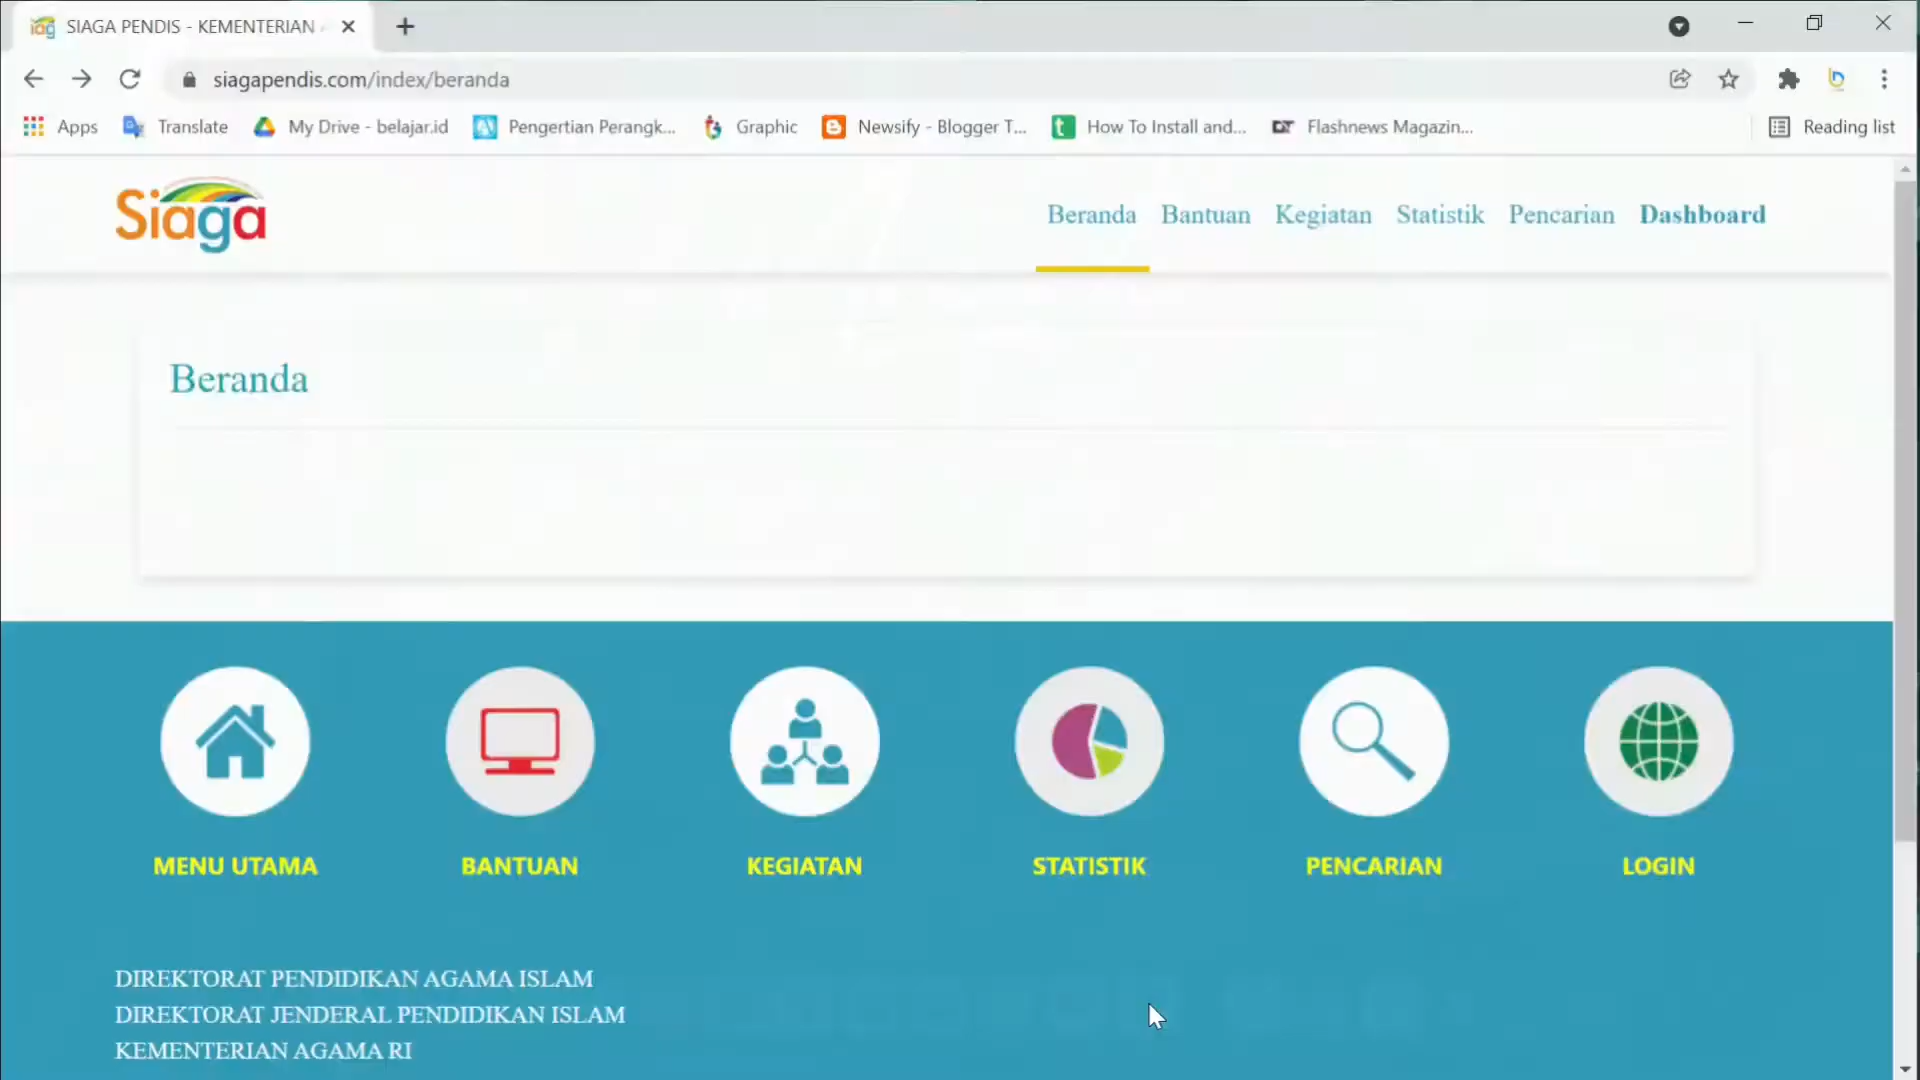 SIAGA PENDIS - KEMENTERIAN
siagapendis.com/index/beranda
Apps Translate My Drive - belajar.id Pengertian Perangk... Graphic Newsify - Blogger T... How To Install and... Flashnews Magazin... Reading list
Siaga
Beranda Bantuan Kegiatan Statistik Pencarian Dashboard
Beranda
MENU UTAMA BANTUAN KEGIATAN STATISTIK PENCARIAN LOGIN
DIREKTORAT PENDIDIKAN AGAMA ISLAM
DIREKTORAT JENDERAL PENDIDIKAN ISLAM
KEMENTERIAN AGAMA RI